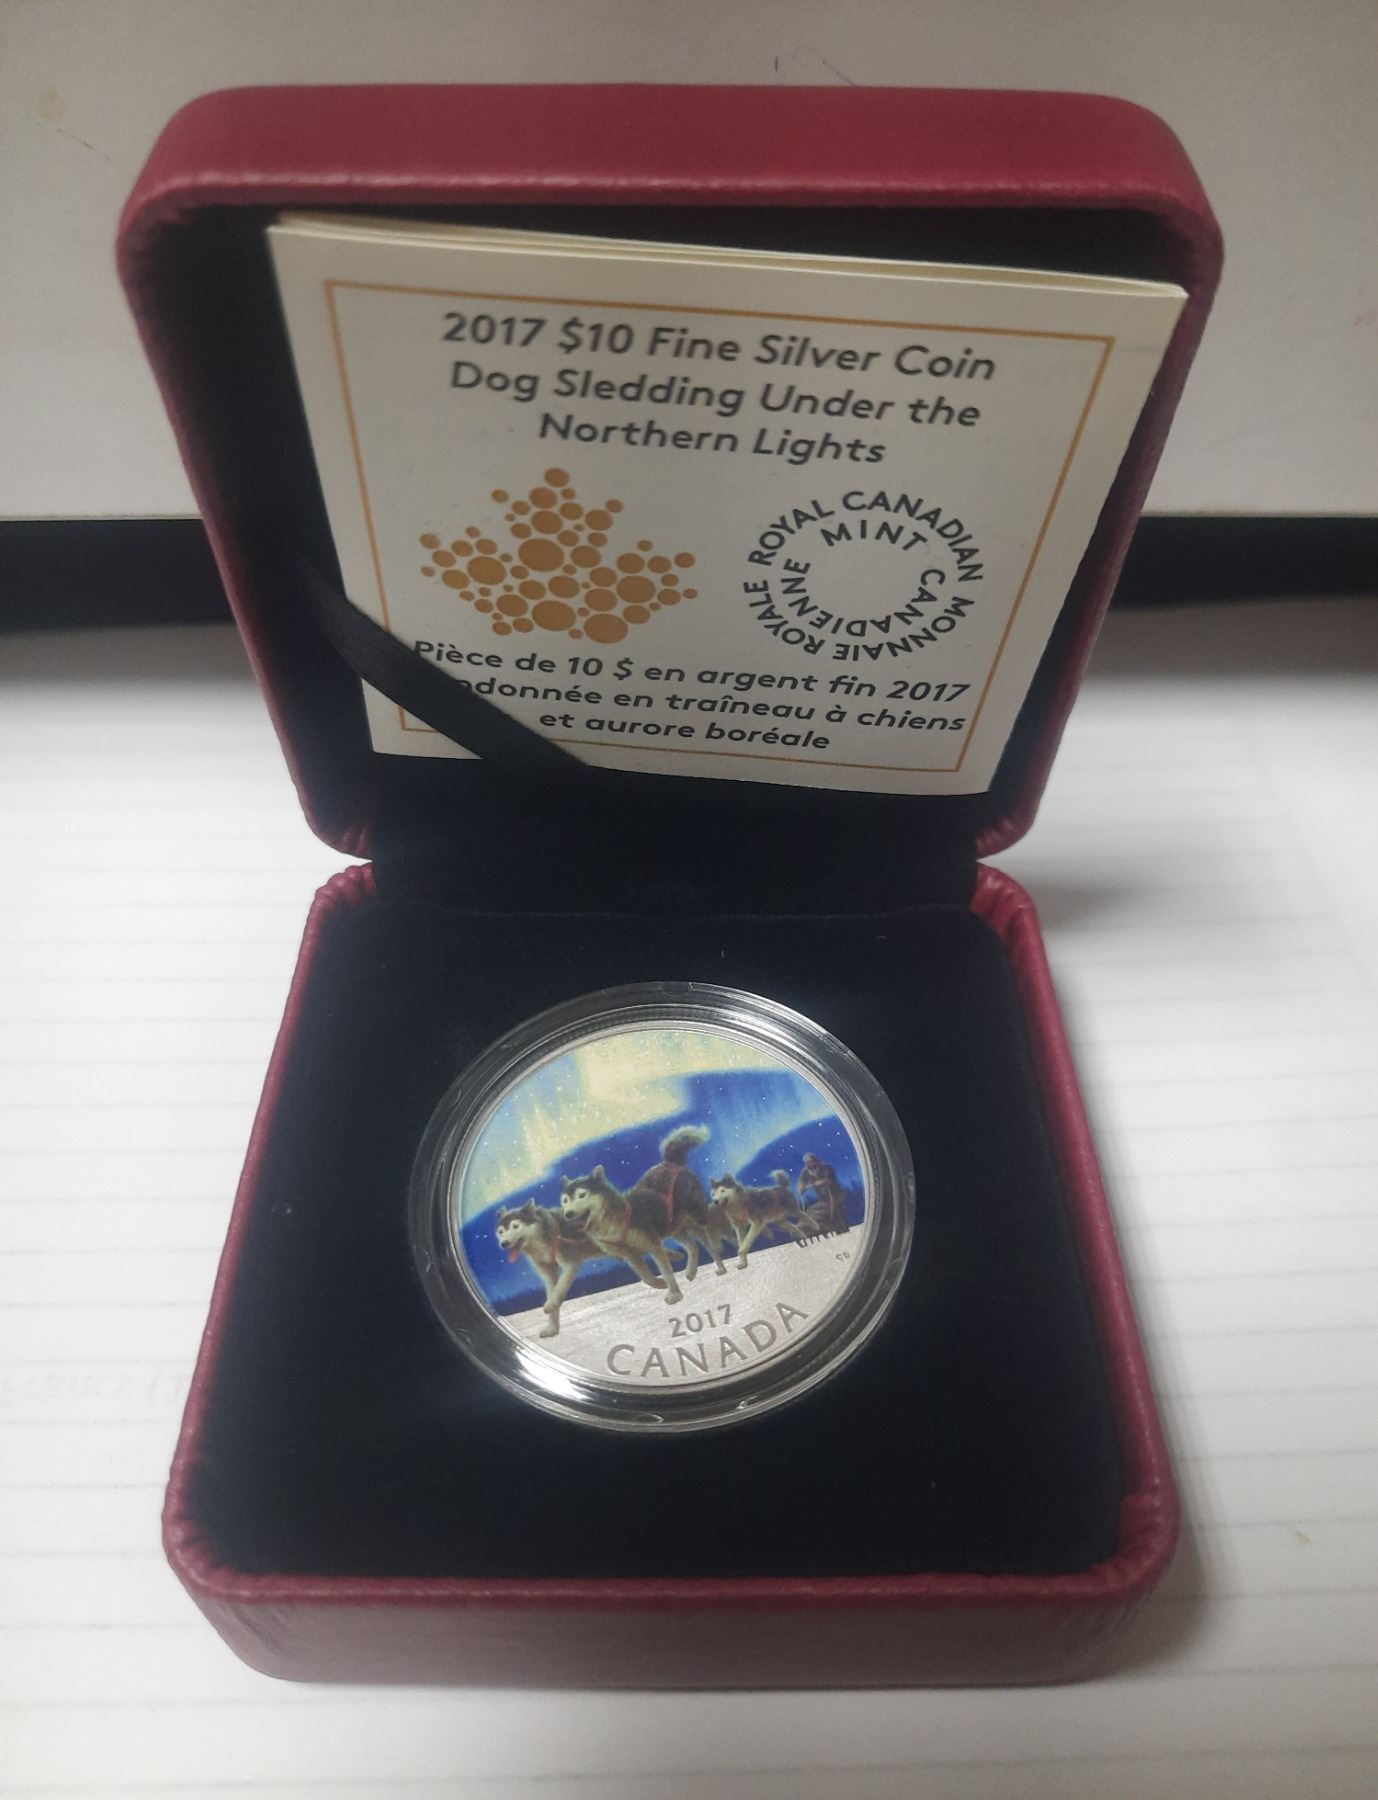 2017 $10 Fine Silver Coin
Dog Sledding Under the
Northern Lights
ROYAL CANADIAN MINT
MONNAIE ROYALE CANADIENNE
Pièce de 10 $ en argent fin 2017
en traîneau à chiens
et aurore boréale
2017
CANADA